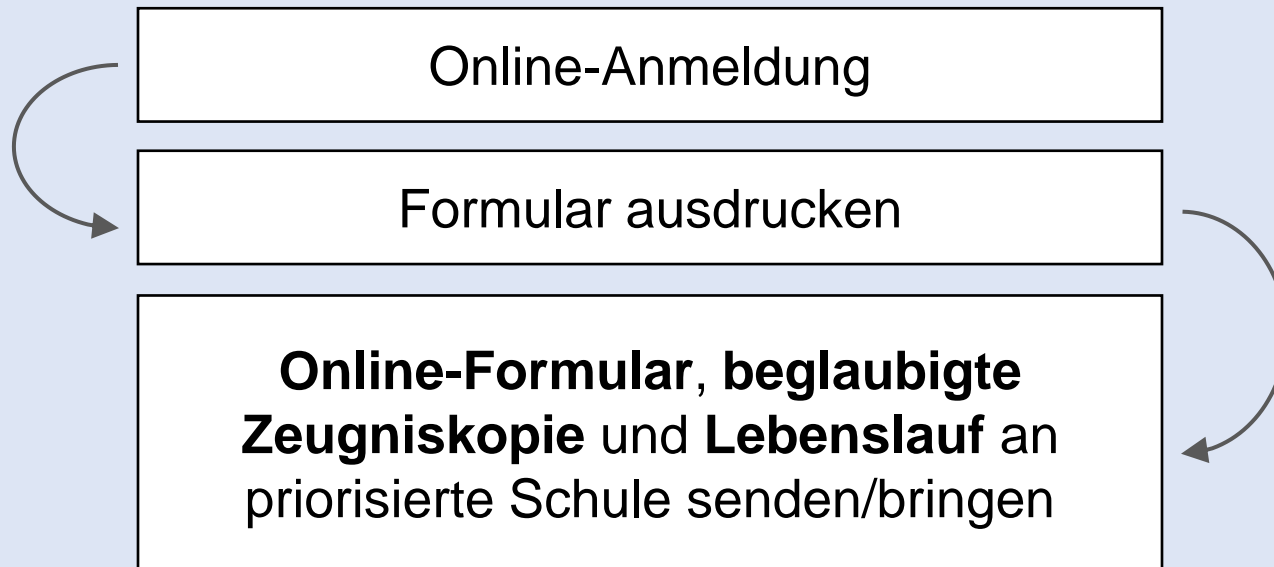 Online-Anmeldung
Formular ausdrucken
Online-Formular, beglaubigte
Zeugniskopie und Lebenslauf an
priorisierte Schule senden/bringen